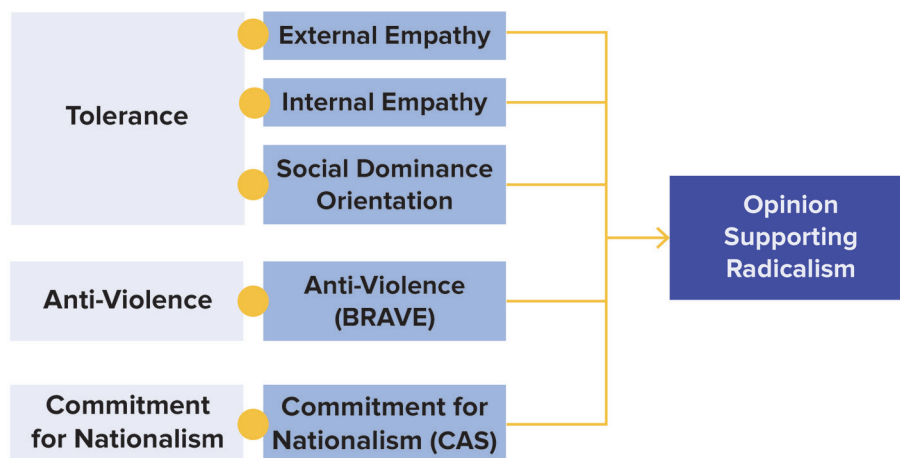 Tolerance
External Empathy
Internal Empathy
Social Dominance
Orientation
Anti-Violence
Anti-Violence
(BRAVE)
Commitment
for Nationalism
Commitment for
Nationalism (CAS)
Opinion
Supporting
Radicalism